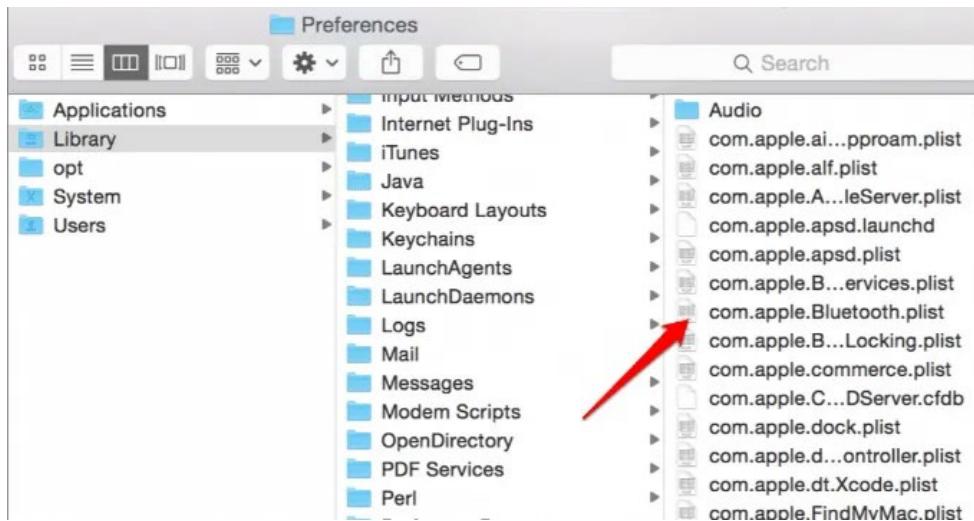 Preferences
Search
Applications
Library
opt
System
Users
Input Methods
Internet Plug-Ins
iTunes
Java
Keyboard Layouts
Keychains
LaunchAgents
LaunchDaemons
Logs
Mail
Messages
Modem Scripts
OpenDirectory
PDF Services
Perl
Audio
com.apple.ai...pproam.plist
com.apple.alf.plist
com.apple.A...leServer.plist
com.apple.apsd.launchd
com.apple.apsd.plist
com.apple.B...ervices.plist
com.apple.Bluetooth.plist
com.apple.B...Locking.plist
com.apple.commerce.plist
com.apple.C...DServer.cfdb
com.apple.dock.plist
com.apple.d...ontroller.plist
com.apple.dt.Xcode.plist
com.apple.FindMyMac.plist